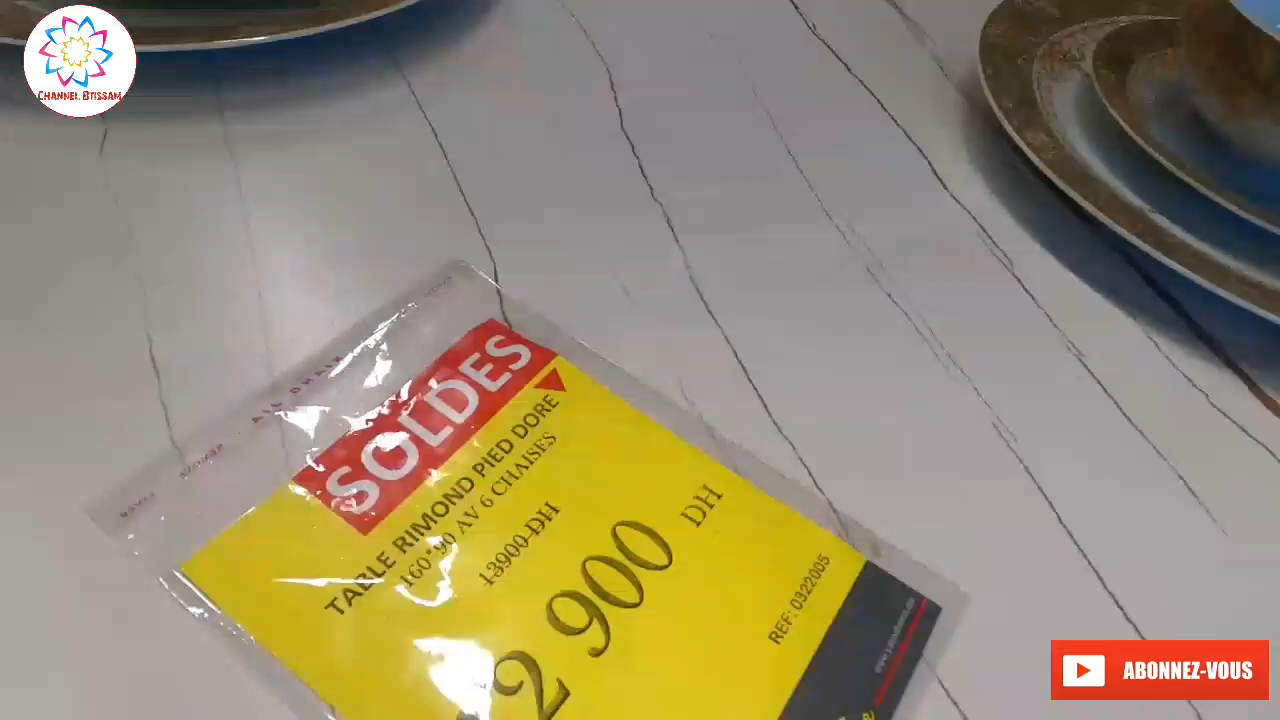 CHANNEL BTISSAM
SOLDES
TABLE RIMOND PIED DORE
160*90 AV 6 CHAISES
13900 DH
2 900 DH
REF: 0322005
ABONNEZ-VOUS